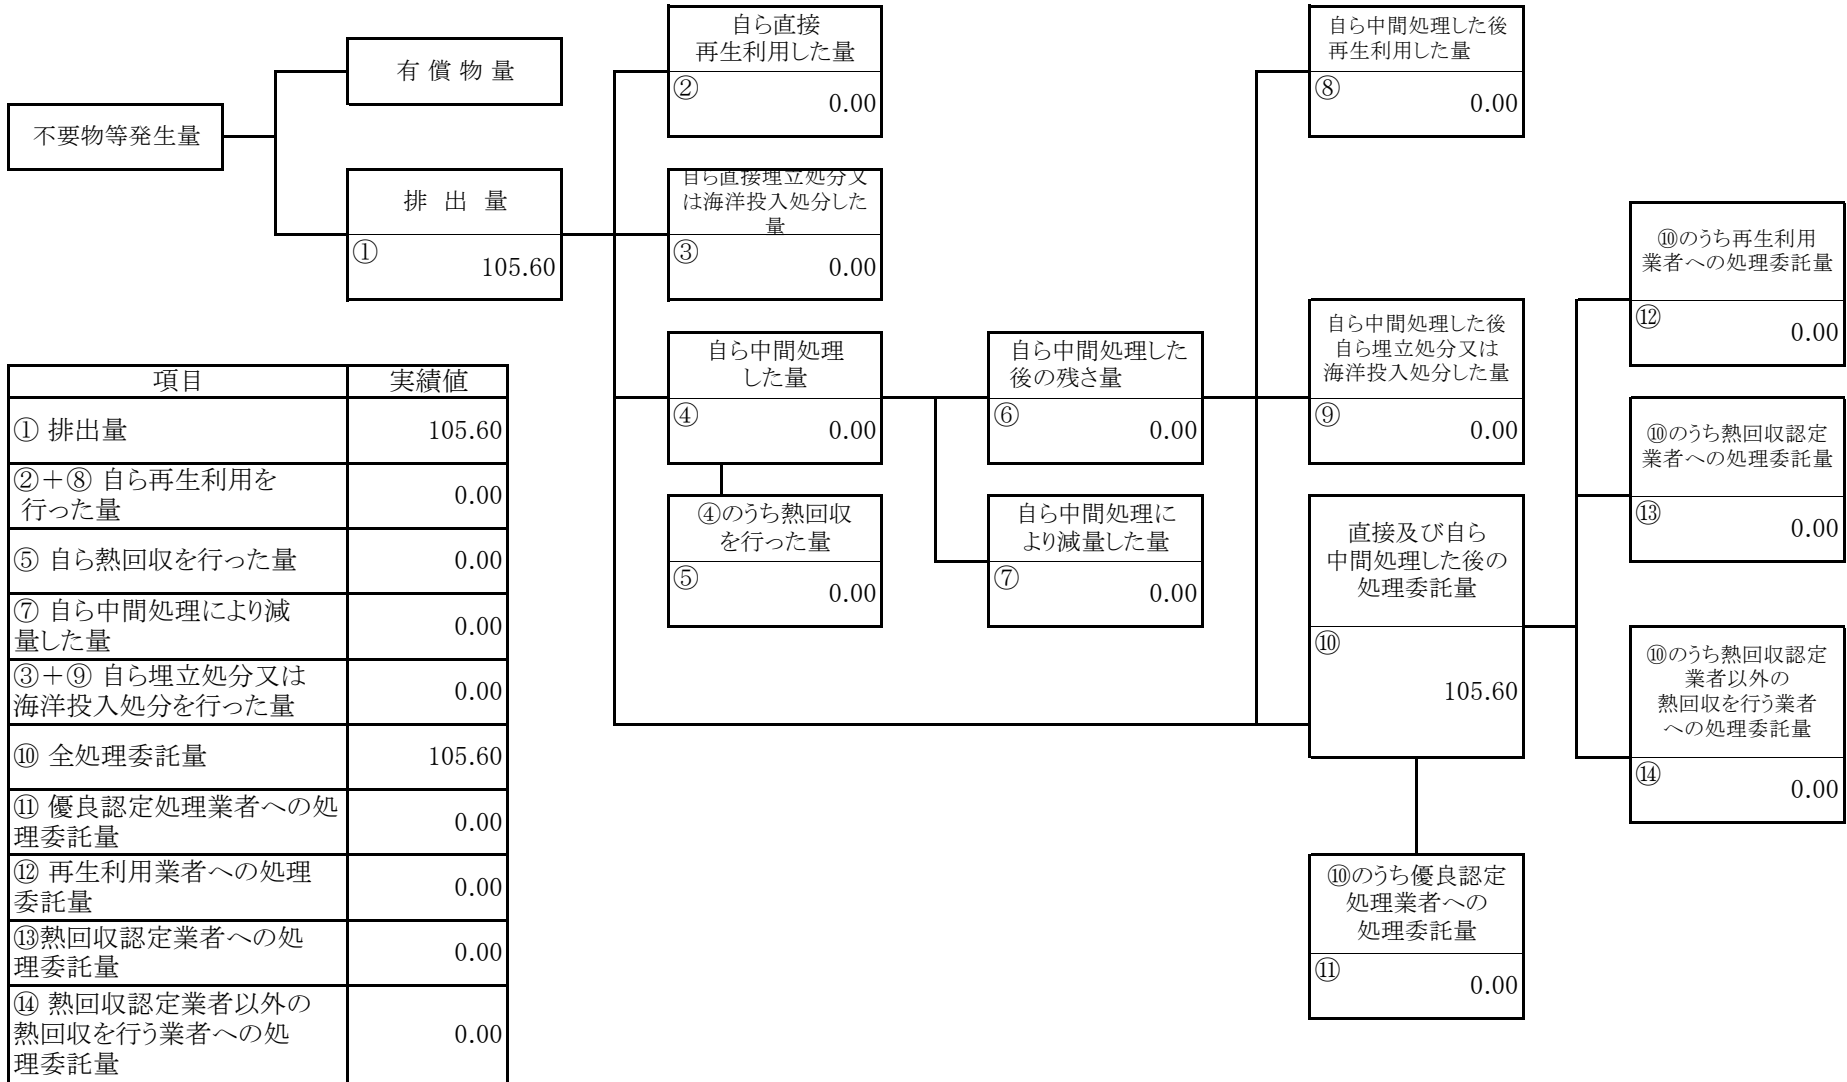 不要物等発生量
有 償 物 量
排 出 量
①
105.60
自ら直接
再生利用した量
②
0.00
自ら直接埋立処分又
は海洋投入処分した
量
③
0.00
自ら中間処理
した量
④
0.00
④のうち熱回収
を行った量
⑤
0.00
自ら中間処理した
後の残さ量
⑥
0.00
自ら中間処理に
より減量した量
⑦
0.00
自ら中間処理した後
再生利用した量
⑧
0.00
自ら中間処理した後
自ら埋立処分又は
海洋投入処分した量
⑨
0.00
直接及び自ら
中間処理した後の
処理委託量
⑩
105.60
⑩のうち優良認定
処理業者への
処理委託量
⑪
0.00
⑩のうち再生利用
業者への処理委託量
⑫
0.00
⑩のうち熱回収認定
業者への処理委託量
⑬
0.00
⑩のうち熱回収認定
業者以外の
熱回収を行う業者
への処理委託量
⑭
0.00
項目 実績値
① 排出量 105.60
②＋⑧ 自ら再生利用を
行った量 0.00
⑤ 自ら熱回収を行った量 0.00
⑦ 自ら中間処理により減
量した量 0.00
③＋⑨ 自ら埋立処分又は
海洋投入処分を行った量 0.00
⑩ 全処理委託量 105.60
⑪ 優良認定処理業者への処
理委託量 0.00
⑫ 再生利用業者への処理
委託量 0.00
⑬熱回収認定業者への処
理委託量 0.00
⑭ 熱回収認定業者以外の
熱回収を行う業者への処
理委託量 0.00